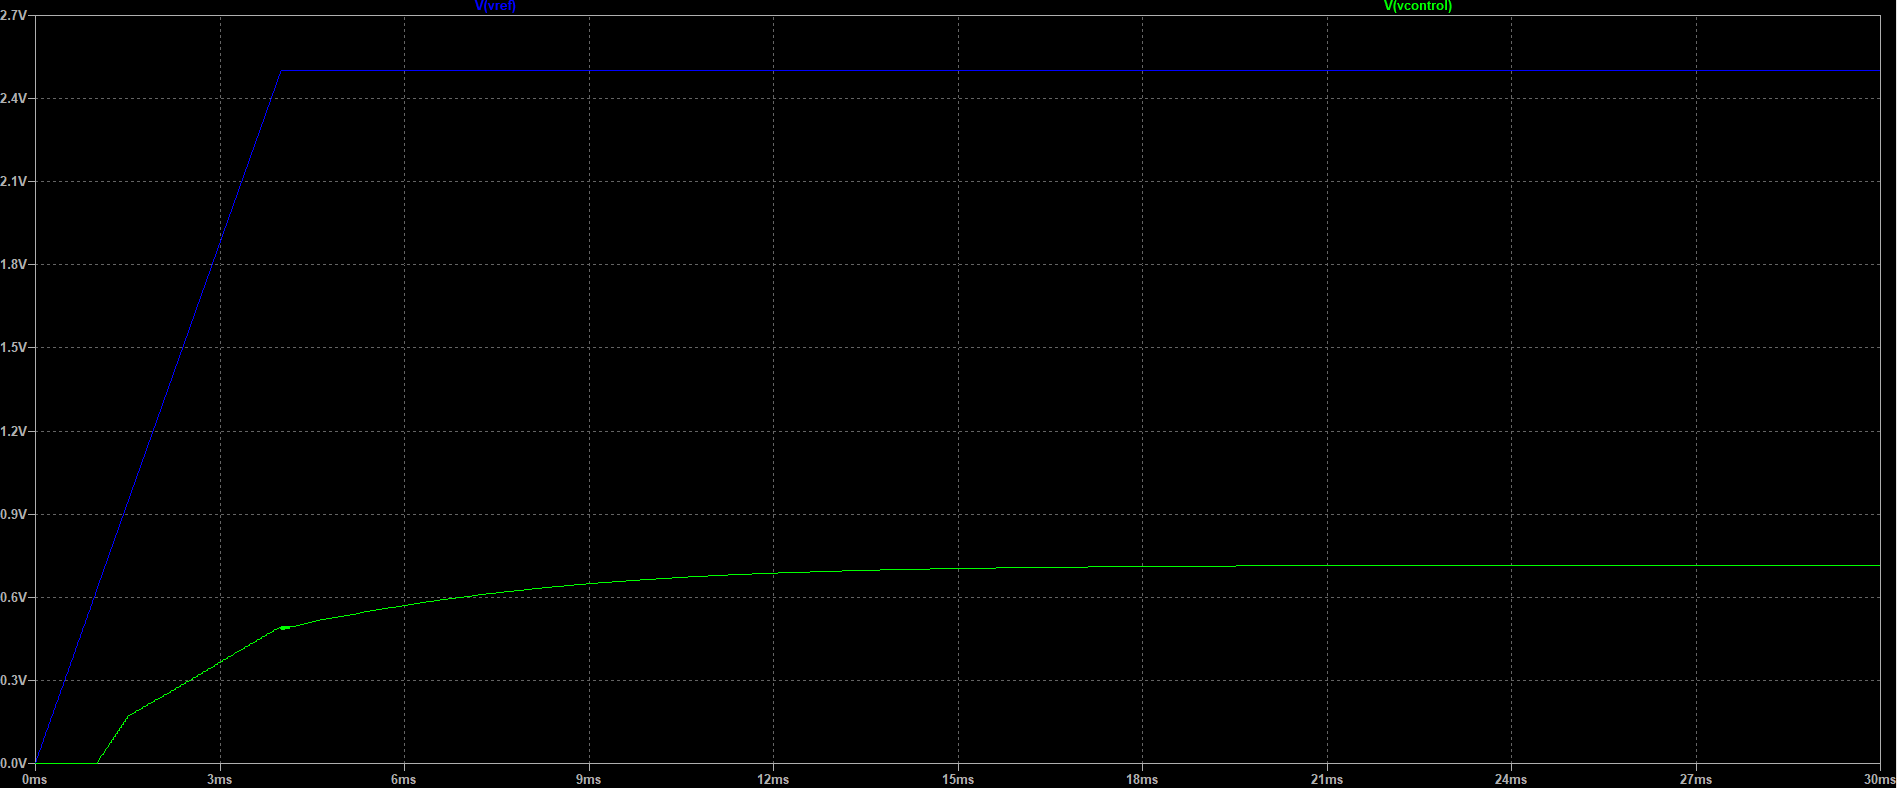 V(vref) V(vcontrol)
2.7V
2.4V
2.1V
1.8V
1.5V
1.2V
0.9V
0.6V
0.3V
0.0V
0ms 3ms 6ms 9ms 12ms 15ms 18ms 21ms 24ms 27ms 30ms